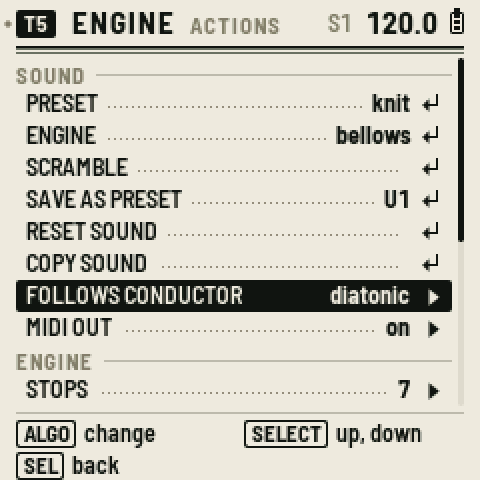 T5 ENGINE ACTIONS S1 120.0
SOUND
PRESET knit
ENGINE bellows
SCRAMBLE
SAVE AS PRESET U1
RESET SOUND
COPY SOUND
FOLLOWS CONDUCTOR diatonic
MIDI OUT on
ENGINE
STOPS 7
ALGO change SELECT up, down
SEL back